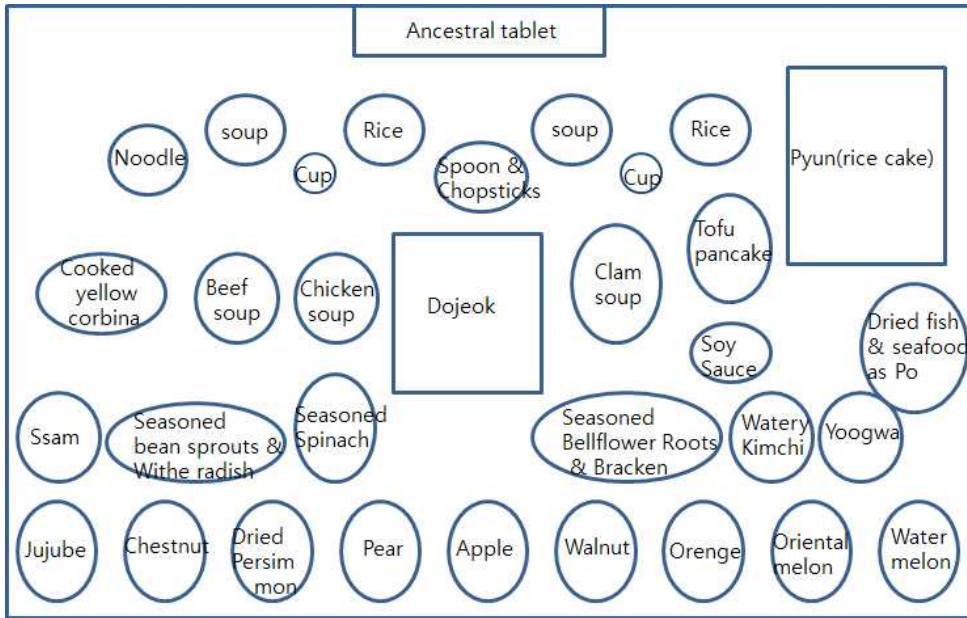 Ancestral tablet
soup
Rice
soup
Rice
Noodle
Cup
Spoon &
Chopsticks
Cup
Pyun(rice cake)
Tofu
pancake
Cooked
yellow
corbina
Beef
soup
Chicken
soup
Dojeok
Clam
soup
Soy
Sauce
Dried fish
& seafood
as Po
Ssam
Seasoned
bean sprouts &
Withe radish
Seasoned
Spinach
Seasoned
Bellflower Roots
& Bracken
Watery
Kimchi
Yoogwa
Jujube
Chestnut
Dried
Persim
mon
Pear
Apple
Walnut
Orenge
Oriental
melon
Water
melon